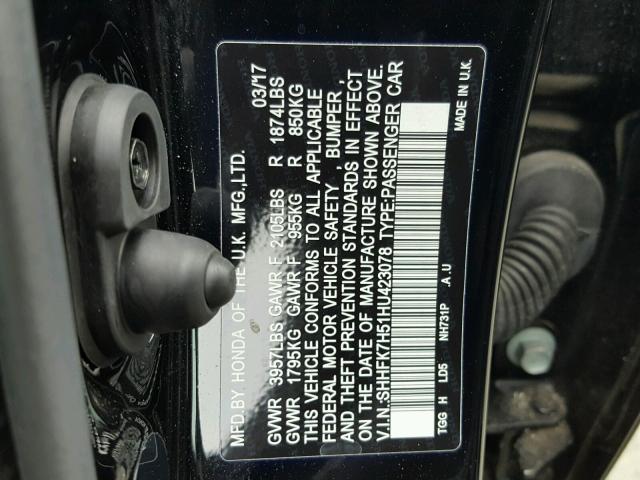 MFD.BY HONDA OF THE U.K. MFG.,LTD. 03/17
GVWR 3957LBS GAWR F 2105LBS R 1874LBS
GVWR 1795KG GAWR F 955KG R 850KG
THIS VEHICLE CONFORMS TO ALL APPLICABLE
FEDERAL MOTOR VEHICLE SAFETY , BUMPER ,
AND THEFT PREVENTION STANDARDS IN EFFECT
ON THE DATE OF MANUFACTURE SHOWN ABOVE.
V.I.N.:SHHFK7H51HU423078 TYPE:PASSENGER CAR
TGG H LD5 NH731P .A.U MADE IN U.K.